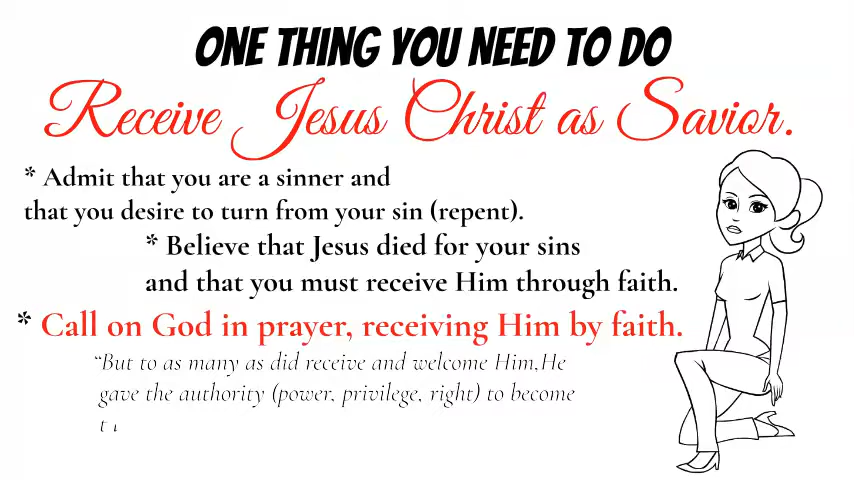 ONE THING YOU NEED TO DO
Receive Jesus Christ as Savior.
* Admit that you are a sinner and
that you desire to turn from your sin (repent).
* Believe that Jesus died for your sins
and that you must receive Him through faith.
* Call on God in prayer, receiving Him by faith.
“But to as many as did receive and welcome Him,He
gave the authority (power, privilege, right) to become
t